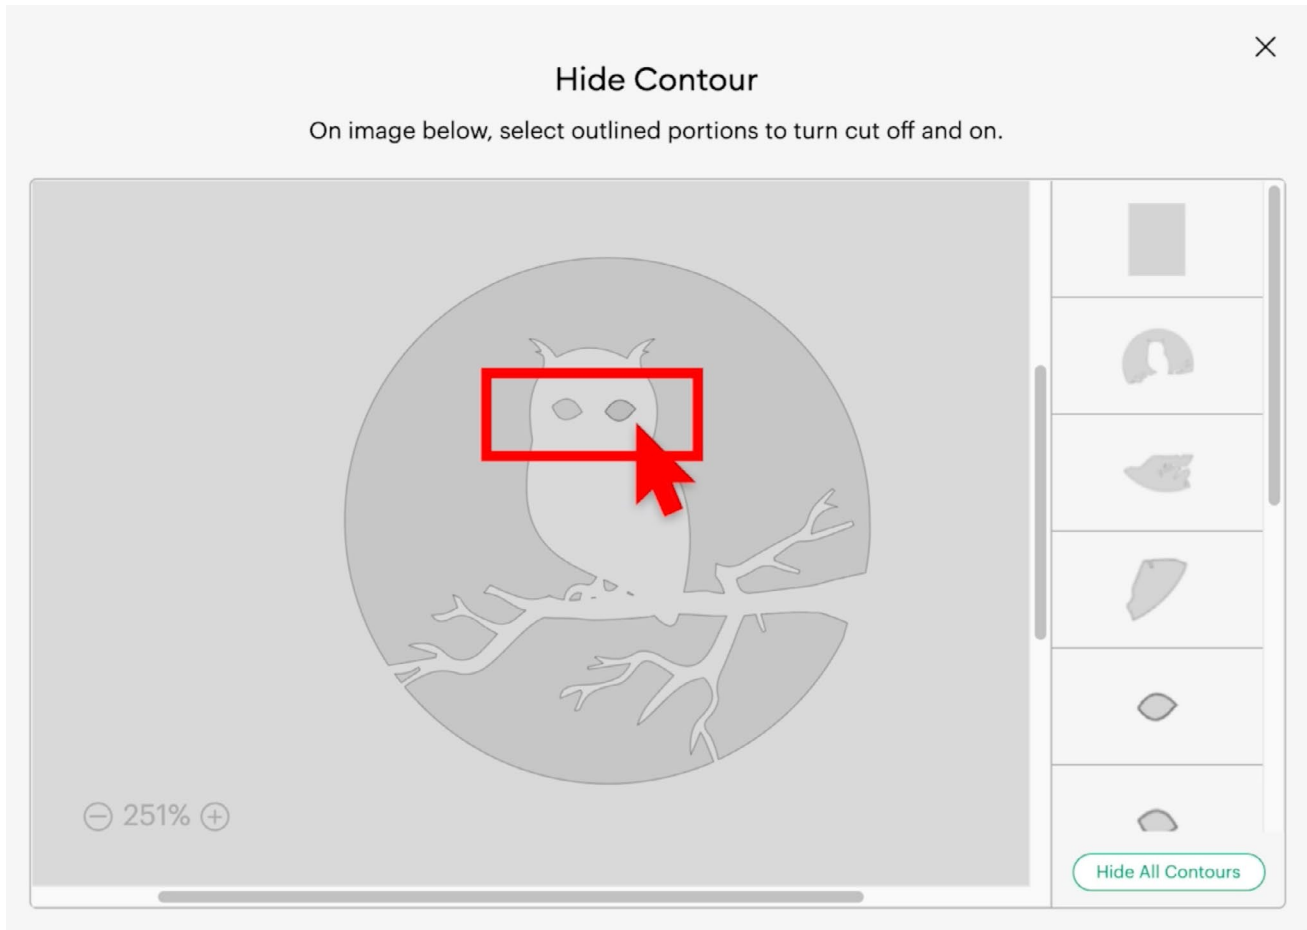 Hide Contour
On image below, select outlined portions to turn cut off and on.
251%
Hide All Contours